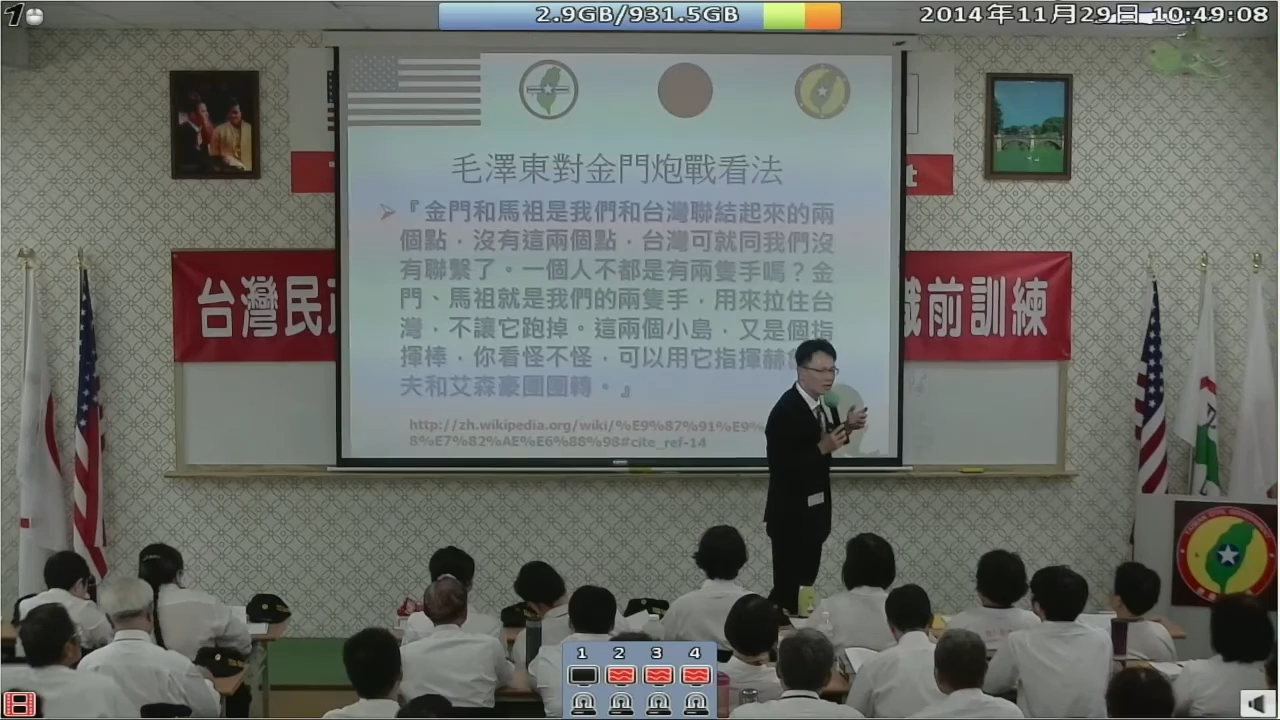 1
2.9GB/931.5GB
2014年11月29日 10:49:08
毛澤東對金門炮戰看法
『金門和馬祖是我們和台灣聯結起來的兩
個點，沒有這兩個點，台灣可就同我們沒
有聯繫了。一個人不都是有兩隻手嗎？金
門、馬祖就是我們的兩隻手，用來拉住台
灣，不讓它跑掉。這兩個小島，又是個指
揮棒，你看怪不怪，可以用它指揮赫
夫和艾森豪團團轉。』
http://zh.wikipedia.org/wiki/%E9%87%91%E9%
8%E7%82%AE%E6%88%98#cite_ref-14
台灣民
前訓練
t
1 2 3 4